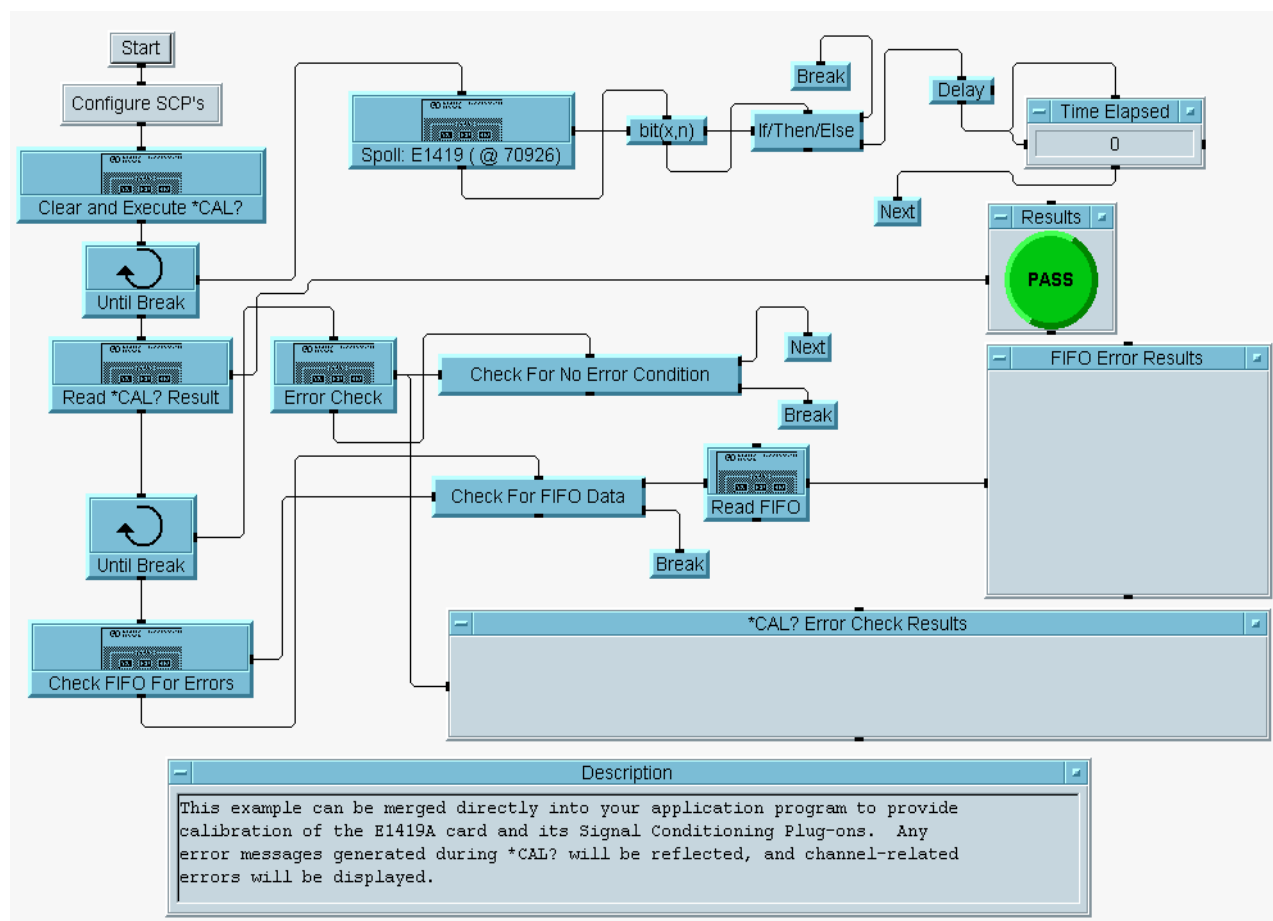 Start
Configure SCP's
Clear and Execute *CAL?
Until Break
Read *CAL? Result
Until Break
Check FIFO For Errors
Spoll: E1419 ( @ 70926)
bit(x,n)
If/Then/Else
Break
Delay
Time Elapsed
0
Next
Results
PASS
Error Check
Check For No Error Condition
Next
Break
Check For FIFO Data
Read FIFO
Break
FIFO Error Results
*CAL? Error Check Results
Description
This example can be merged directly into your application program to provide
calibration of the E1419A card and its Signal Conditioning Plug-ons.  Any
error messages generated during *CAL? will be reflected, and channel-related
errors will be displayed.